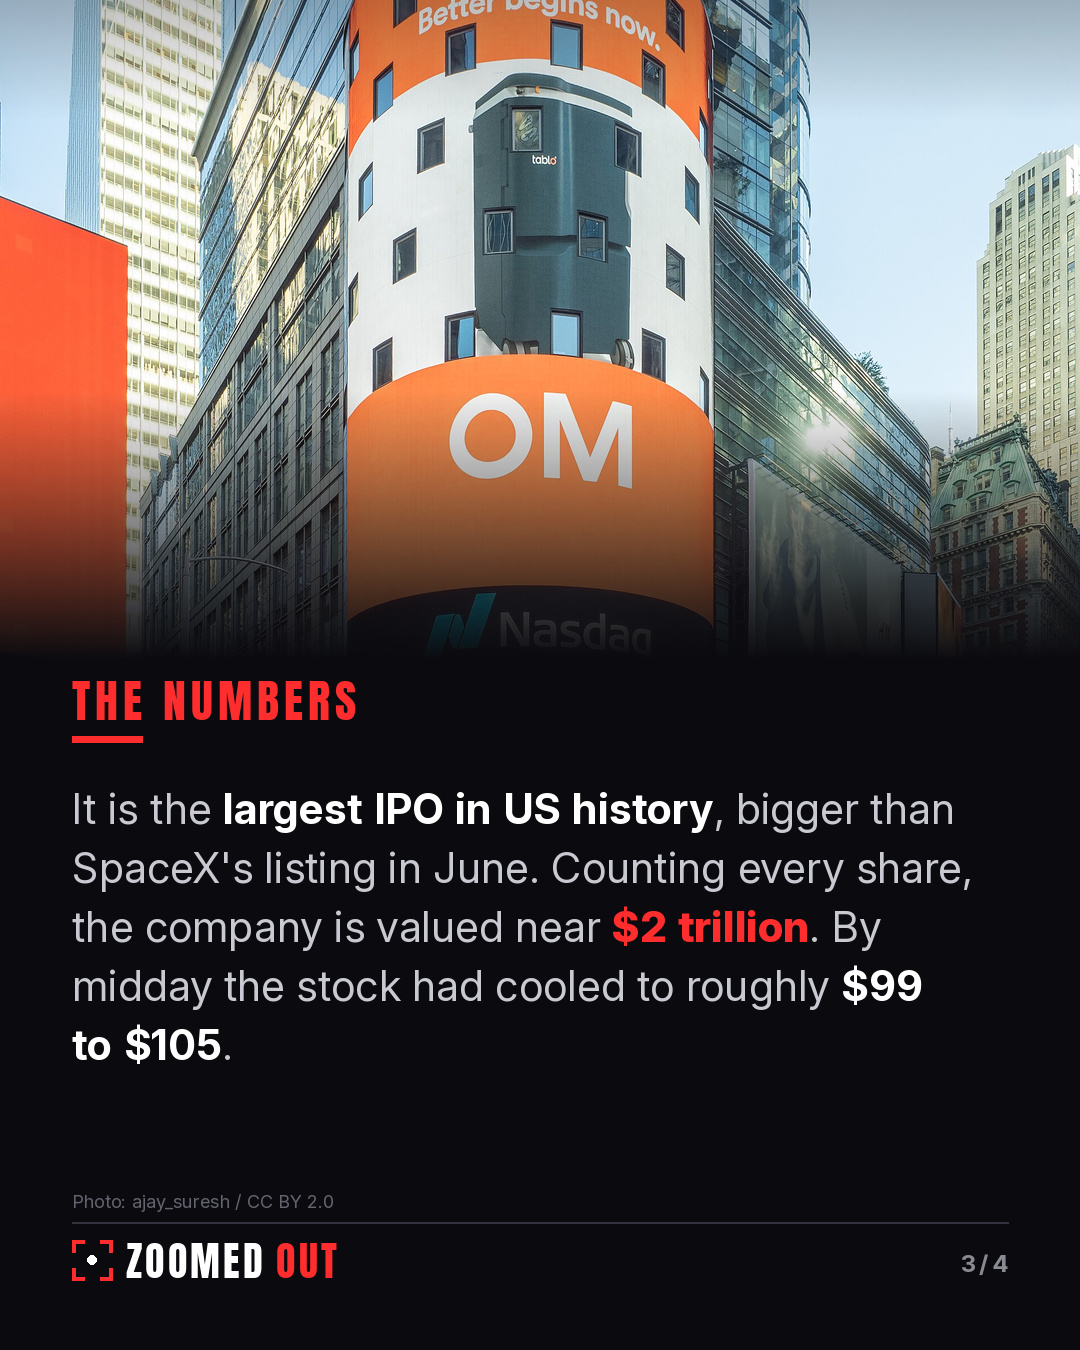 Better begins now.
tablo
OM
Nasdaq
THE NUMBERS
It is the largest IPO in US history, bigger than
SpaceX's listing in June. Counting every share,
the company is valued near $2 trillion. By
midday the stock had cooled to roughly $99
to $105.
Photo: ajay_suresh / CC BY 2.0
ZOOMED OUT
3/4